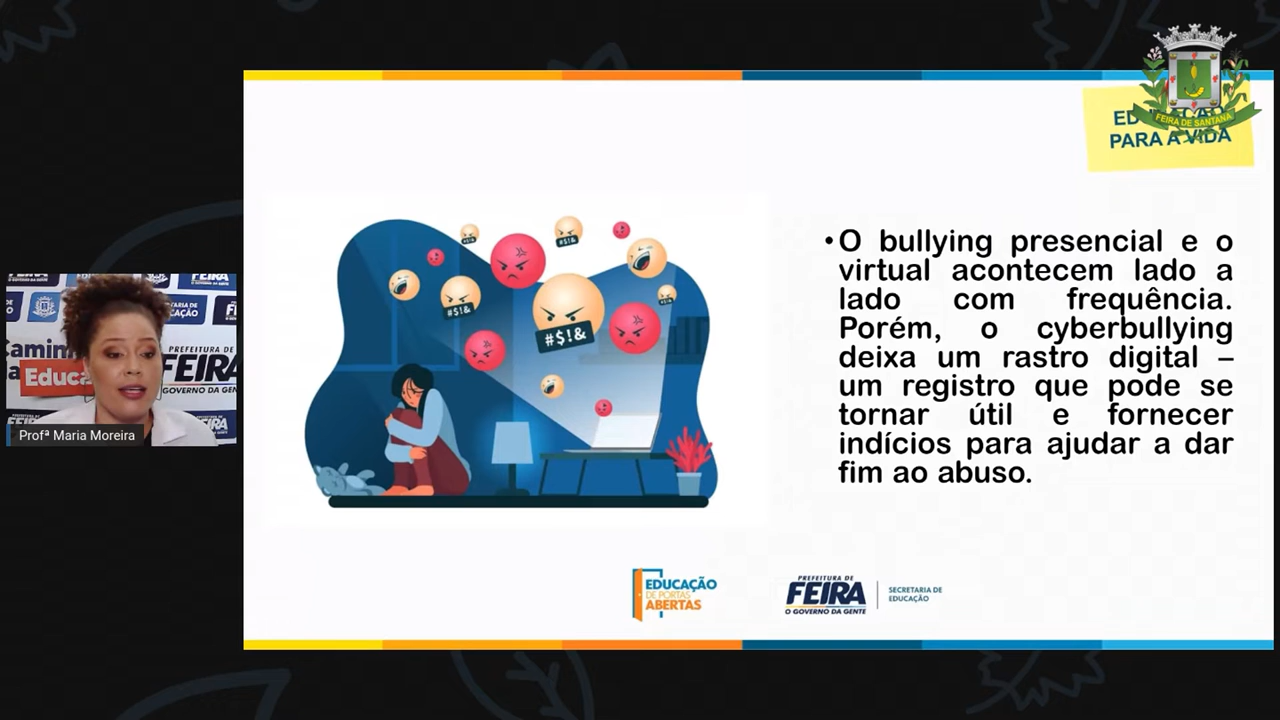 FEIRA DE SANTANA
PARA A VIDA
• O bullying presencial e o
virtual acontecem lado a
lado com frequência.
Porém, o cyberbullying
deixa um rastro digital –
um registro que pode se
tornar útil e fornecer
indícios para ajudar a dar
fim ao abuso.
#$!&
#$!&
#$!&
PREFEITURA DE
FEIRA
O GOVERNO DA GENTE
Profª Maria Moreira
EDUCAÇÃO
DE PORTAS
ABERTAS
PREFEITURA DE
FEIRA
O GOVERNO DA GENTE
SECRETARIA DE
EDUCAÇÃO